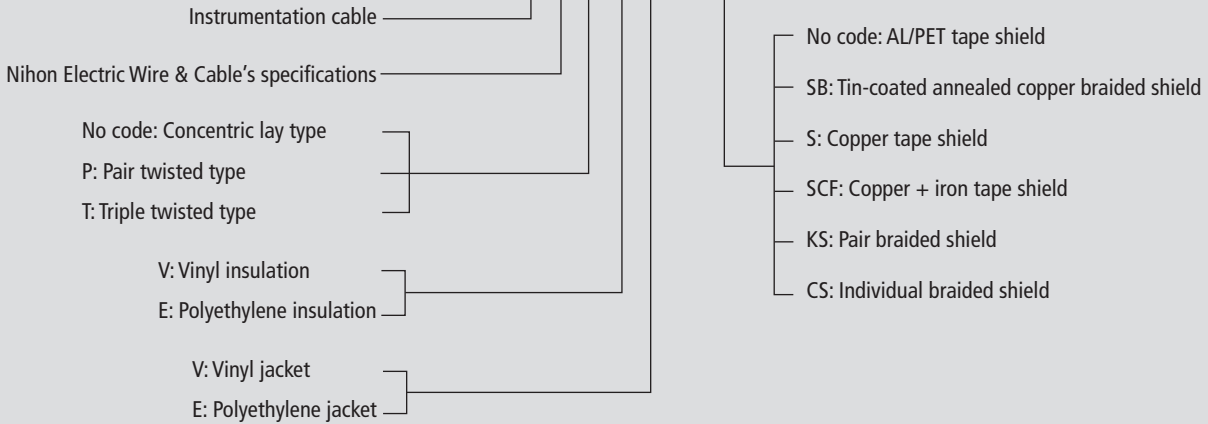 Instrumentation cable
Nihon Electric Wire & Cable's specifications
No code: Concentric lay type
P: Pair twisted type
T: Triple twisted type
V: Vinyl insulation
E: Polyethylene insulation
V: Vinyl jacket
E: Polyethylene jacket
No code: AL/PET tape shield
SB: Tin-coated annealed copper braided shield
S: Copper tape shield
SCF: Copper + iron tape shield
KS: Pair braided shield
CS: Individual braided shield